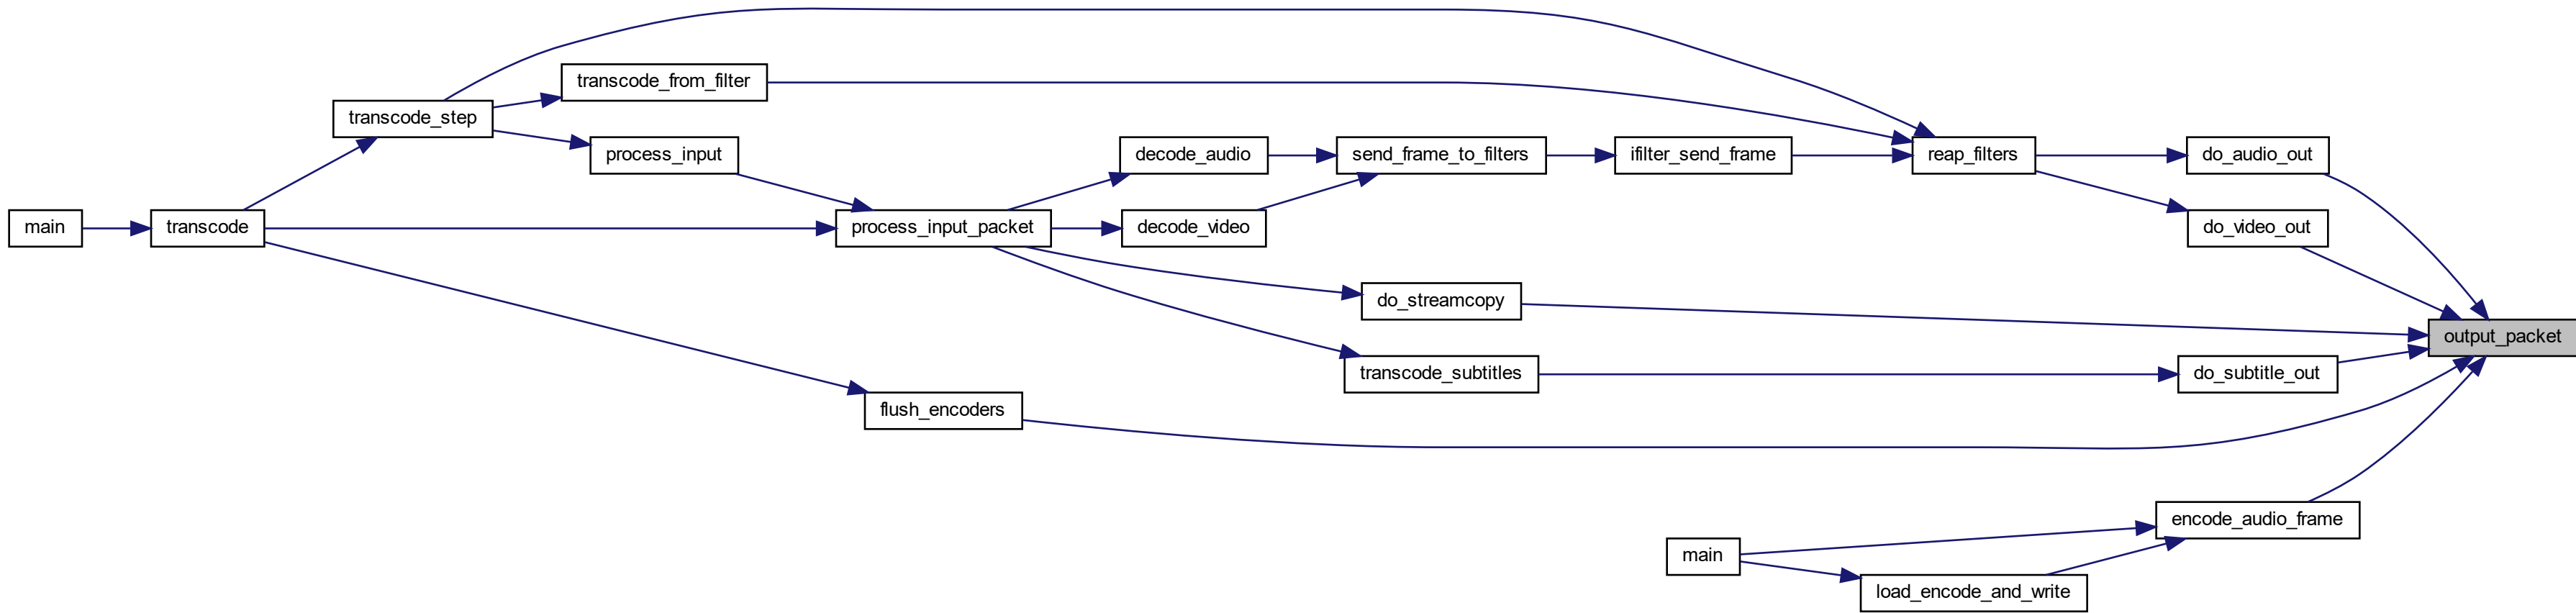 transcode_from_filter
transcode_step
process_input
decode_audio
send_frame_to_filters
ifilter_send_frame
reap_filters
do_audio_out
main
transcode
process_input_packet
decode_video
do_video_out
do_streamcopy
output_packet
transcode_subtitles
do_subtitle_out
flush_encoders
encode_audio_frame
main
load_encode_and_write